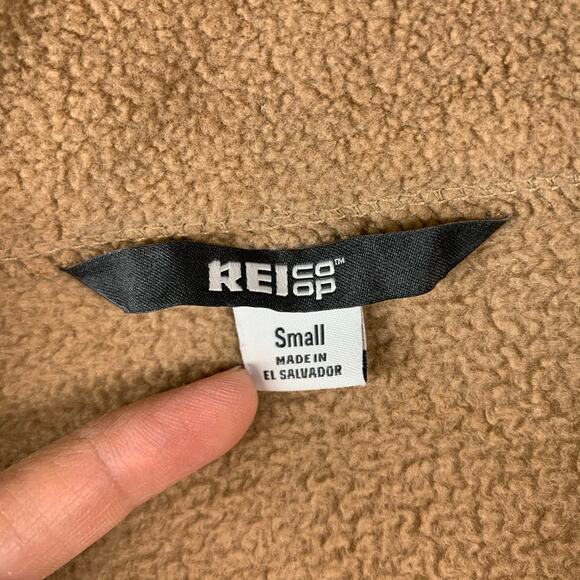 REI CO OP™
Small
MADE IN
EL SALVADOR